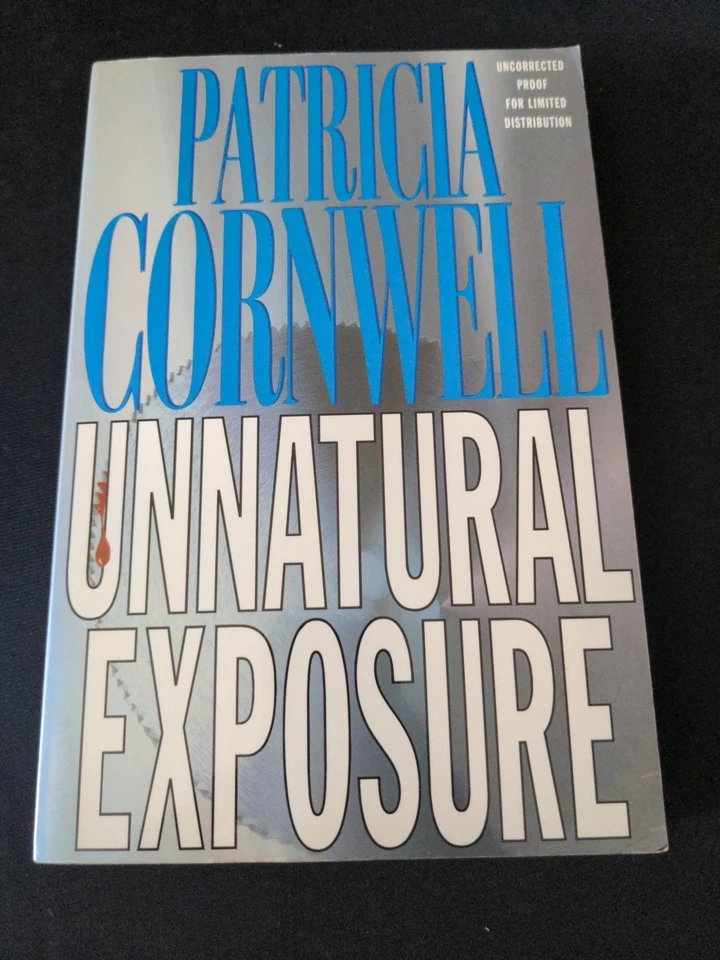 UNCORRECTED
PROOF
FOR LIMITED
DISTRIBUTION
PATRICIA
CORNWELL
UNNATURAL
EXPOSURE